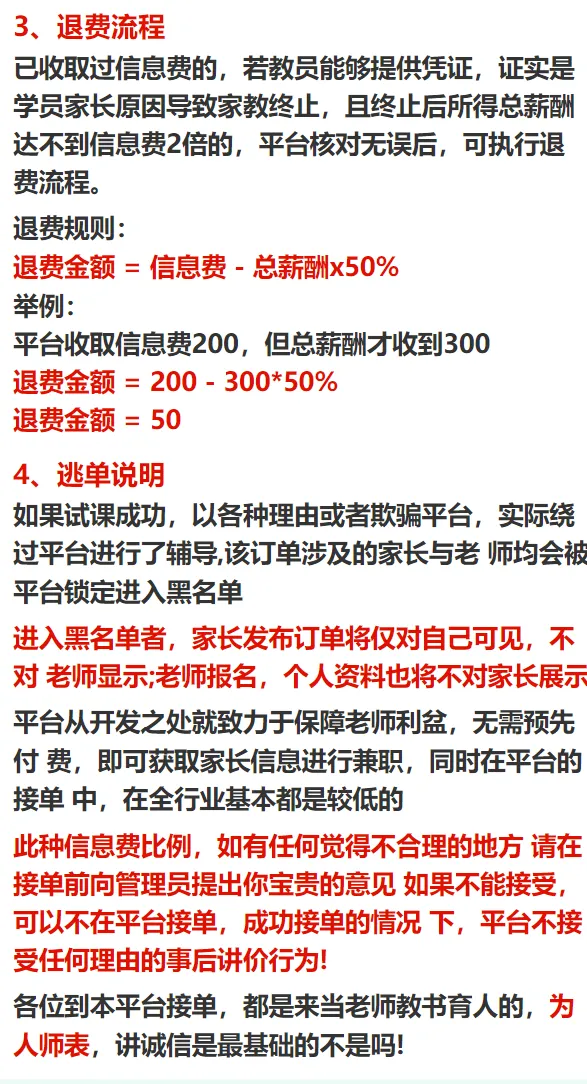 3、退费流程
已收取过信息费的，若教员能够提供凭证，证实是
学员家长原因导致家教终止，且终止后所得总薪酬
达不到信息费2倍的，平台核对无误后，可执行退
费流程。
退费规则：
退费金额 = 信息费 - 总薪酬x50%
举例：
平台收取信息费200，但总薪酬才收到300
退费金额 = 200 - 300*50%
退费金额 = 50
4、逃单说明
如果试课成功，以各种理由或者欺骗平台，实际绕
过平台进行了辅导,该订单涉及的家长与老 师均会被
平台锁定进入黑名单
进入黑名单者，家长发布订单将仅对自己可见，不
对 老师显示;老师报名，个人资料也将不对家长展示
平台从开发之处就致力于保障老师利益，无需预先
付 费，即可获取家长信息进行兼职，同时在平台的
接单 中，在全行业基本都是较低的
此种信息费比例，如有任何觉得不合理的地方 请在
接单前向管理员提出你宝贵的意见 如果不能接受，
可以不在平台接单，成功接单的情况 下，平台不接
受任何理由的事后讲价行为!
各位到本平台接单，都是来当老师教书育人的，为
人师表，讲诚信是最基础的不是吗!